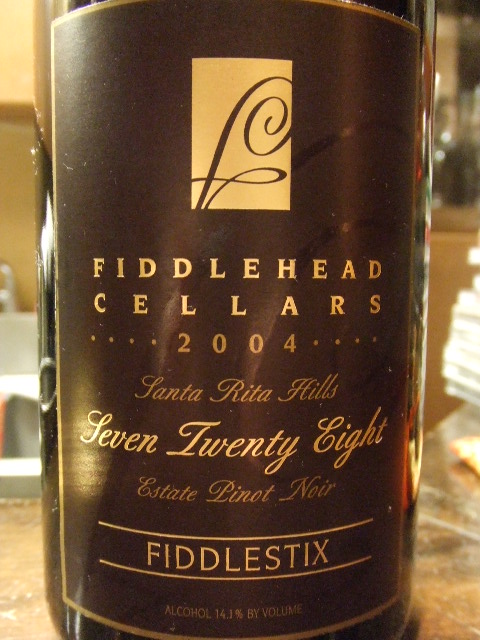 FIDDLEHEAD
CELLARS
····2004····
Santa Rita Hills
Seven Twenty Eight
Estate Pinot Noir
FIDDLESTIX
ALCOHOL 14.1% BY VOLUME